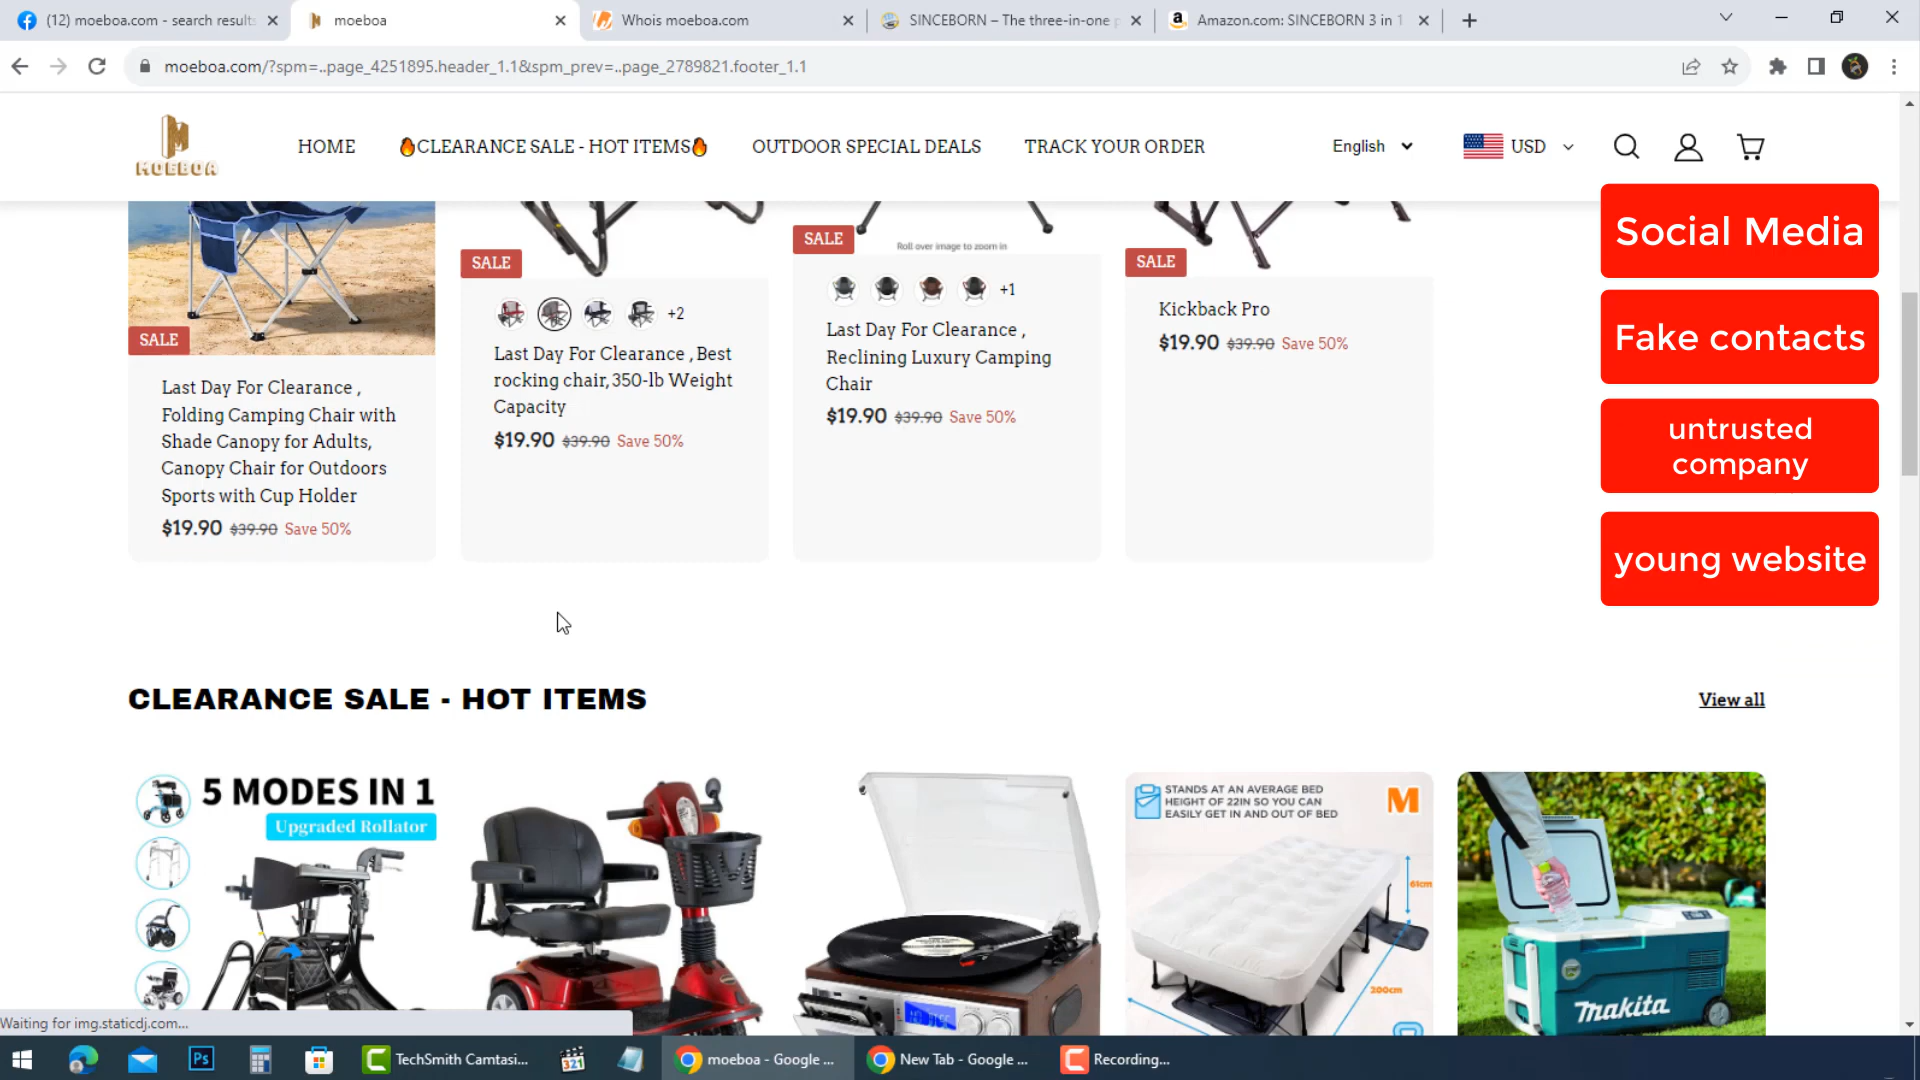 (12) moeboa.com - search results
moeboa
Whois moeboa.com
SINCEBORN – The three-in-one p
Amazon.com: SINCEBORN 3 in 1
moeboa.com/?spm=..page_4251895.header_1.1&spm_prev=..page_2789821.footer_1.1
MOEBOA
HOME
🔥CLEARANCE SALE - HOT ITEMS🔥
OUTDOOR SPECIAL DEALS
TRACK YOUR ORDER
English
USD
Social Media
Fake contacts
untrusted
company
young website
SALE
Last Day For Clearance ,
Folding Camping Chair with
Shade Canopy for Adults,
Canopy Chair for Outdoors
Sports with Cup Holder
$19.90 $39.90 Save 50%
SALE
+2
Last Day For Clearance , Best
rocking chair, 350-lb Weight
Capacity
$19.90 $39.90 Save 50%
Roll over image to zoom in
SALE
+1
Last Day For Clearance ,
Reclining Luxury Camping
Chair
$19.90 $39.90 Save 50%
SALE
Kickback Pro
$19.90 $39.90 Save 50%
CLEARANCE SALE - HOT ITEMS
View all
5 MODES IN 1
Upgraded Rollator
STANDS AT AN AVERAGE BED
HEIGHT OF 22IN SO YOU CAN
EASILY GET IN AND OUT OF BED
M
61cm
200cm
makita
Waiting for img.staticdj.com...
Ps
TechSmith Camtasi...
321
moeboa - Google ...
New Tab - Google ...
Recording...